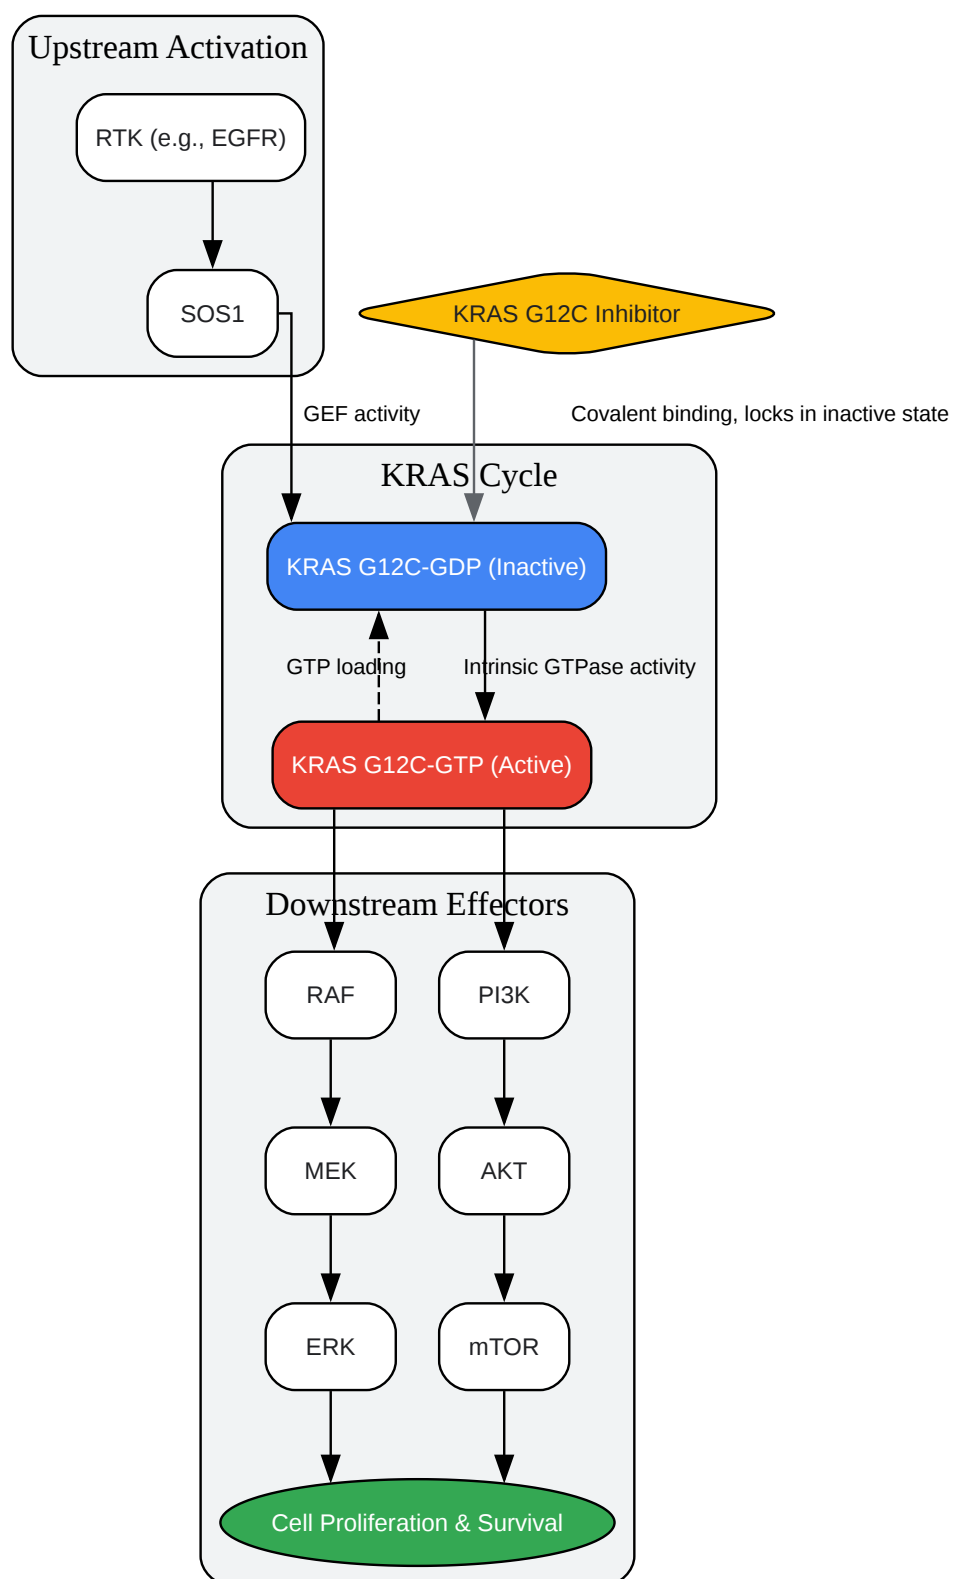 Upstream Activation
RTK (e.g., EGFR)
SOS1
KRAS G12C Inhibitor
GEF activity
Covalent binding, locks in inactive state
KRAS Cycle
KRAS G12C-GDP (Inactive)
GTP loading
Intrinsic GTPase activity
KRAS G12C-GTP (Active)
Downstream Effectors
RAF
PI3K
MEK
AKT
ERK
mTOR
Cell Proliferation & Survival